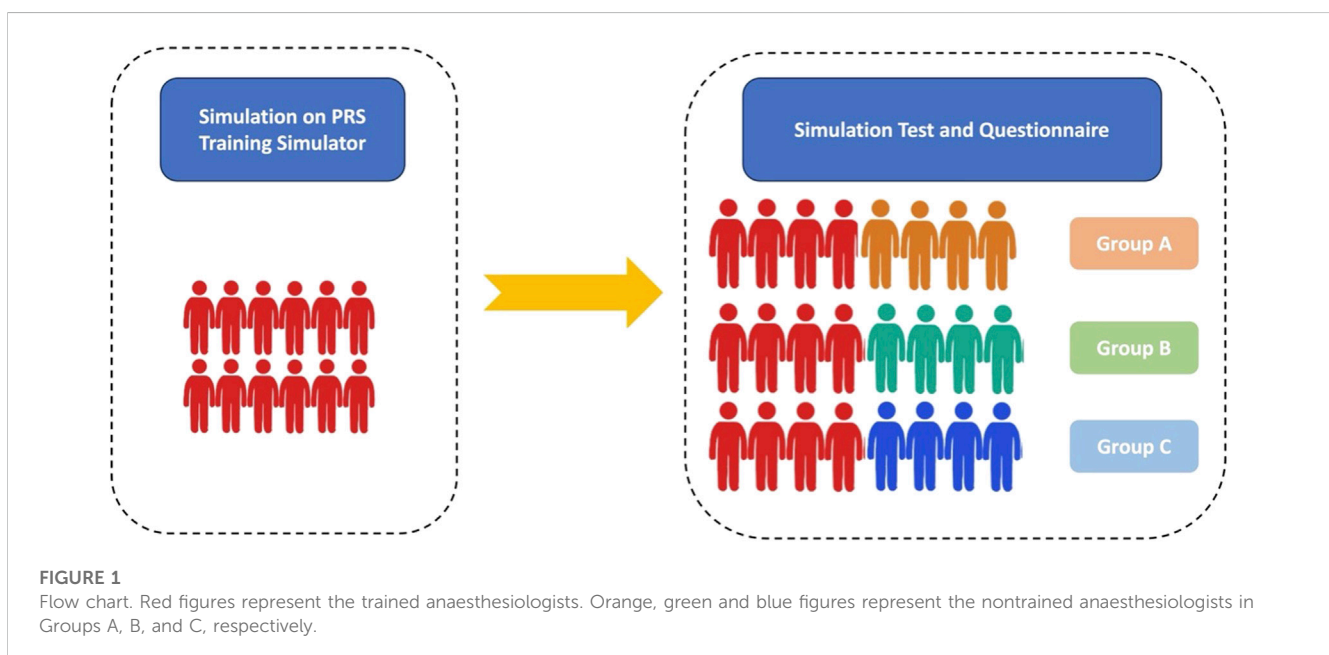 Simulation on PRS
Training Simulator
Simulation Test and Questionnaire
Group A
Group B
Group C
FIGURE 1
Flow chart. Red figures represent the trained anaesthesiologists. Orange, green and blue figures represent the nontrained anaesthesiologists in
Groups A, B, and C, respectively.